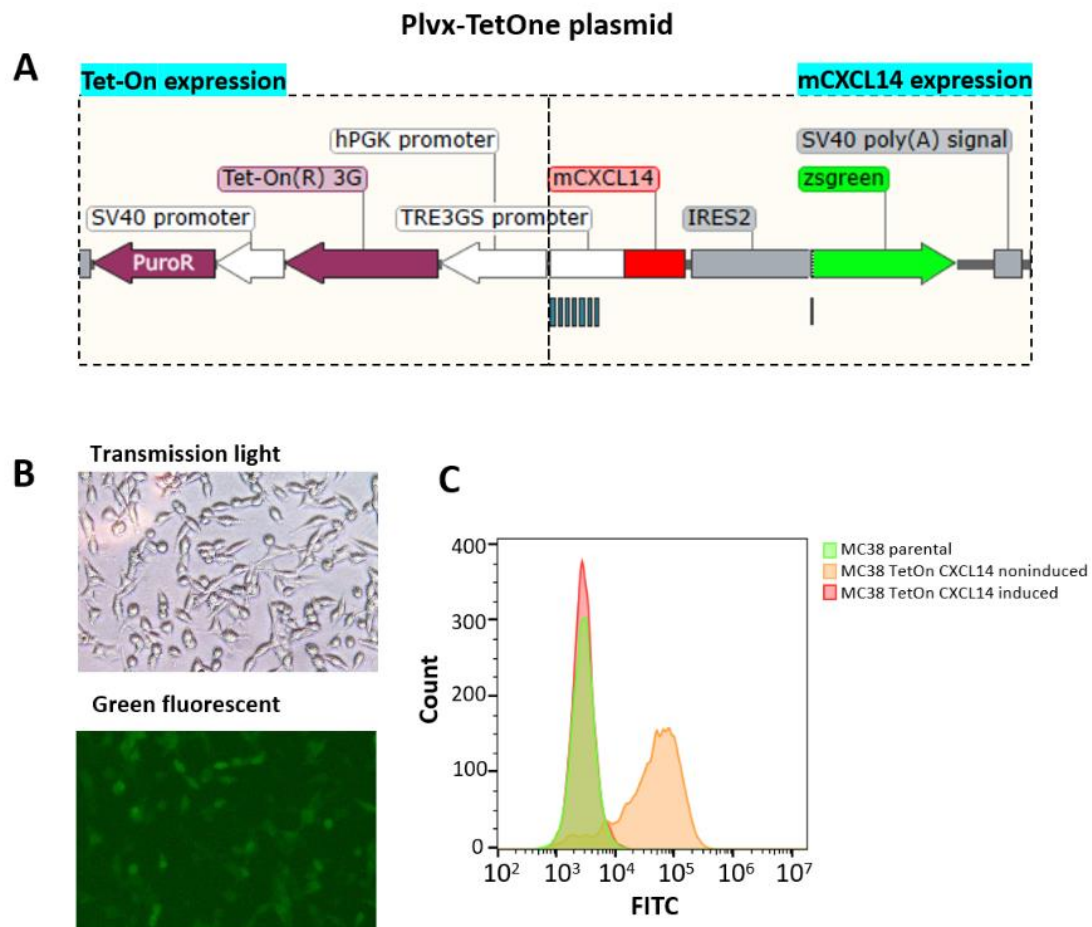 Plvx-TetOne plasmid
A
Tet-On expression
mCXCL14 expression
hPGK promoter
SV40 poly(A) signal
Tet-On(R) 3G
mCXCL14
zsgreen
SV40 promoter
TRE3GS promoter
IRES2
PuroR
B
Transmission light
Green fluorescent
C
400
300
200
100
0
Count
10^2 10^3 10^4 10^5 10^6 10^7
FITC
MC38 parental
MC38 TetOn CXCL14 noninduced
MC38 TetOn CXCL14 induced